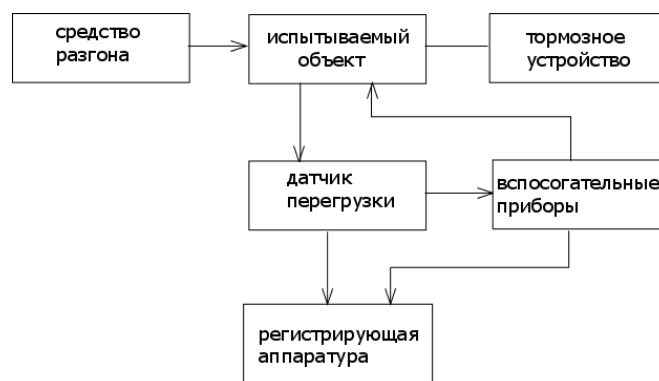 средство
разгона
испытываемый
объект
тормозное
устройство
датчик
перегрузки
вспосогательные
приборы
регистрирующая
аппаратура